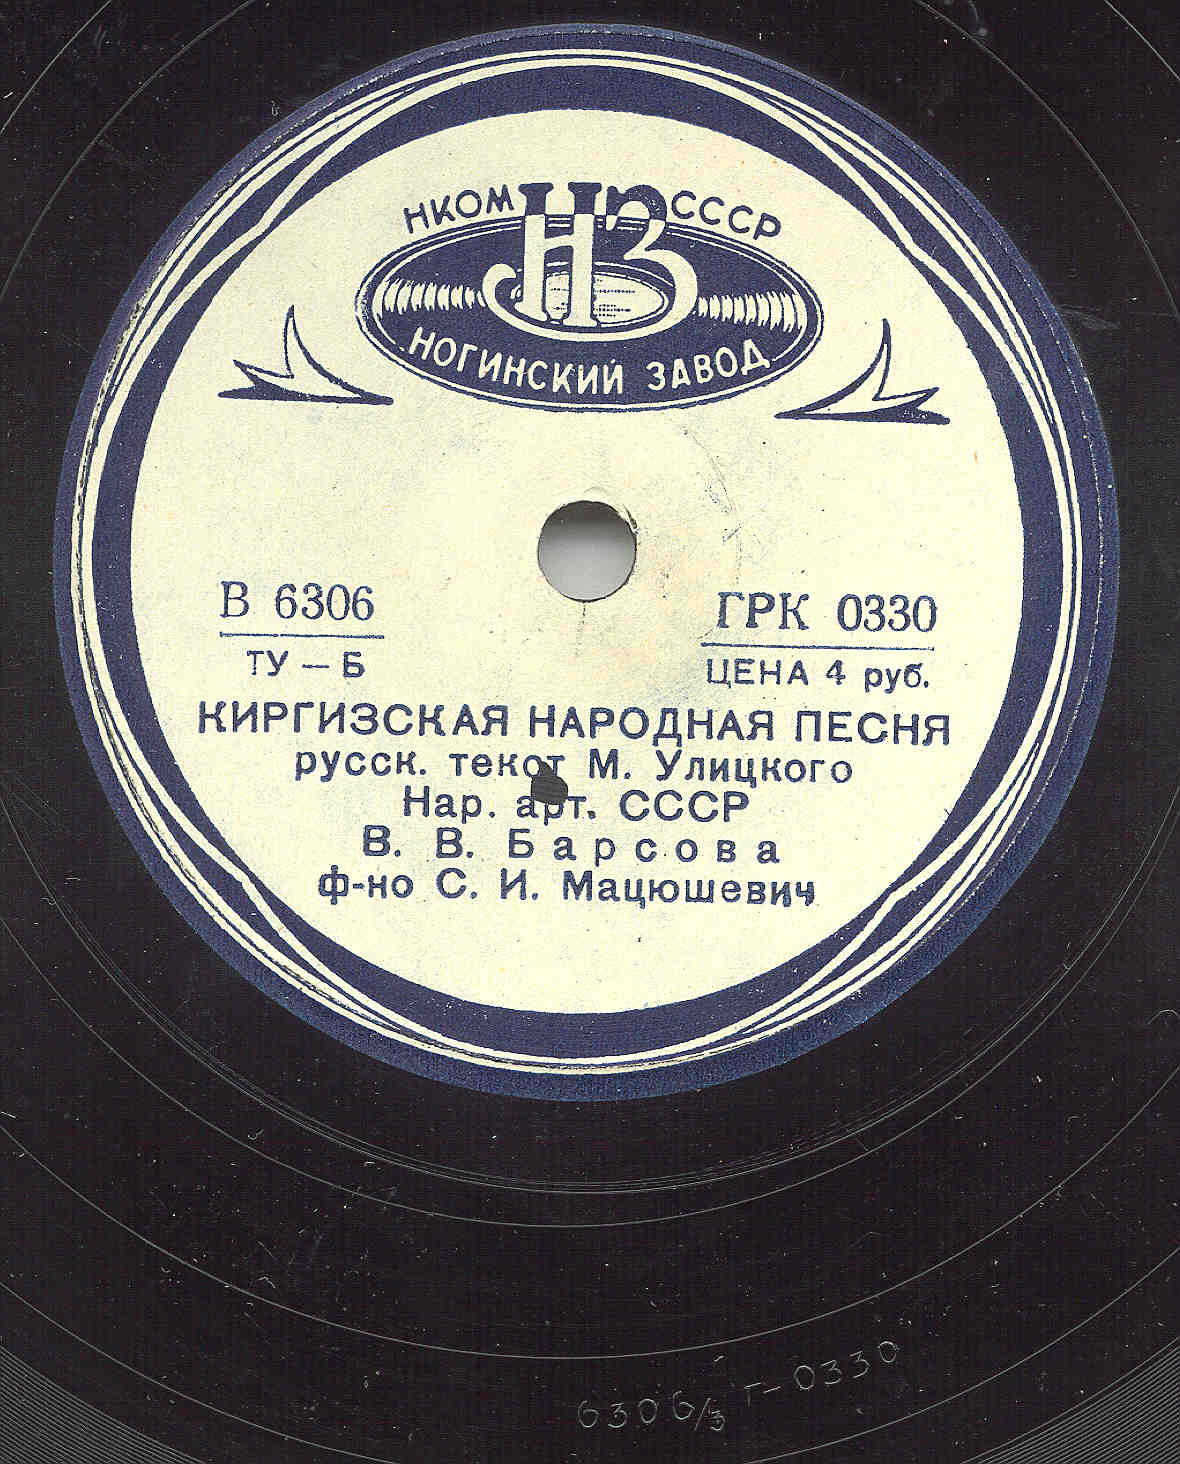 НКОМ НЗ СССР
НОГИНСКИЙ ЗАВОД
В 6306
ТУ – Б
ГРК 0330
ЦЕНА 4 руб.
КИРГИЗСКАЯ НАРОДНАЯ ПЕСНЯ
русск. текст М. Улицкого
Нар. арт. СССР
В. В. Барсова
ф-но С. И. Мацюшевич
6306/3 Г-0330